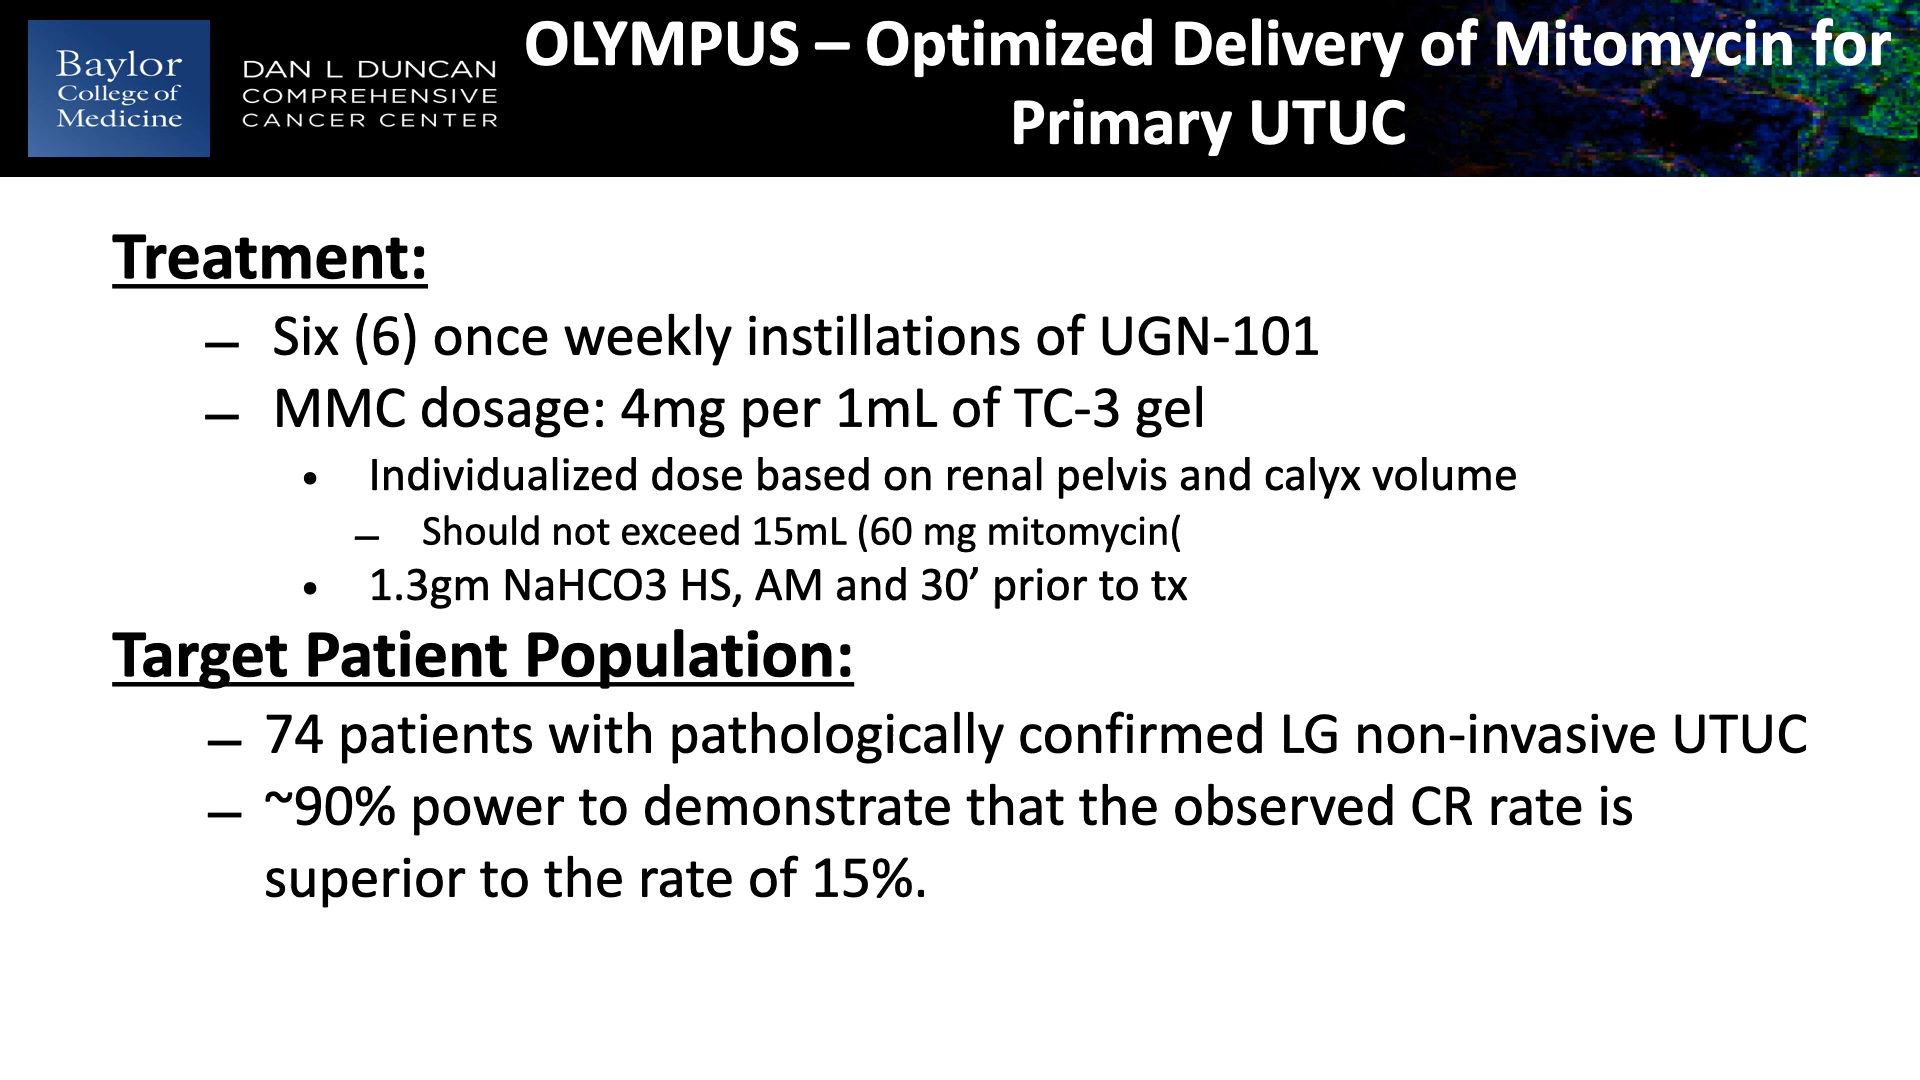 Baylor
College of
Medicine
DAN L DUNCAN
COMPREHENSIVE
CANCER CENTER
OLYMPUS – Optimized Delivery of Mitomycin for
Primary UTUC
Treatment:
– Six (6) once weekly instillations of UGN-101
– MMC dosage: 4mg per 1mL of TC-3 gel
• Individualized dose based on renal pelvis and calyx volume
– Should not exceed 15mL (60 mg mitomycin(
• 1.3gm NaHCO3 HS, AM and 30’ prior to tx
Target Patient Population:
– 74 patients with pathologically confirmed LG non-invasive UTUC
– ~90% power to demonstrate that the observed CR rate is
superior to the rate of 15%.